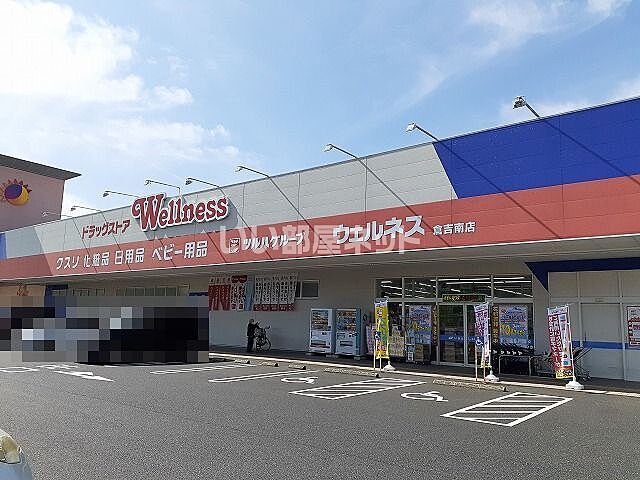 ドラッグストア Wellness
クスリ 化粧品 日用品 ベビー用品
ツルハグループ ウェルネス 倉吉南店
いい部屋ネット